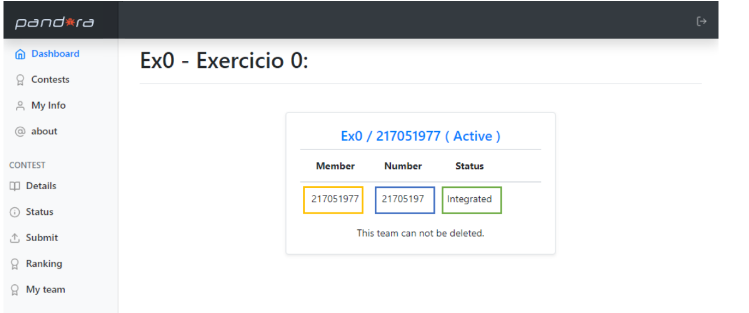 pandora
Dashboard
Contests
My Info
about
CONTEST
Details
Status
Submit
Ranking
My team
Ex0 - Exercicio 0:
Ex0 / 217051977 ( Active )
Member Number Status
217051977 21705197 Integrated
This team can not be deleted.